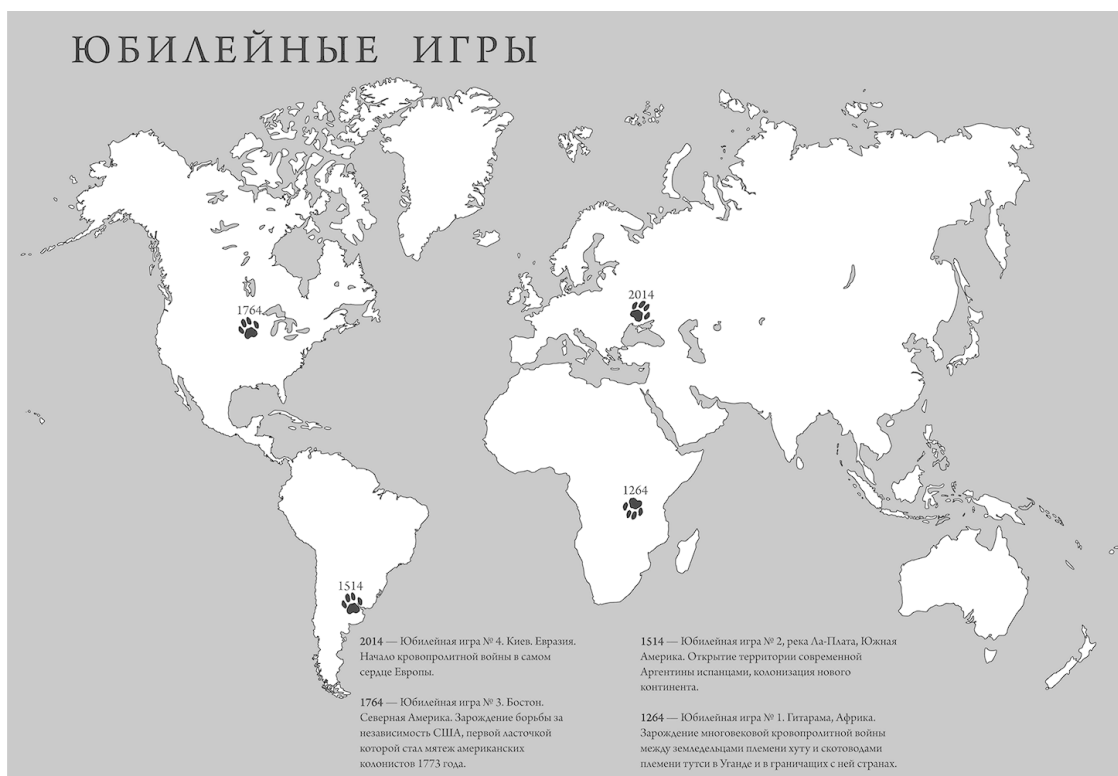 ЮБИЛЕЙНЫЕ ИГРЫ
2014
1764
1264
1514
2014 — Юбилейная игра № 4. Киев. Евразия.
Начало кровопролитной войны в самом
сердце Европы.
1764 — Юбилейная игра № 3. Бостон.
Северная Америка. Зарождение борьбы за
независимость США, первой ласточкой
которой стал мятеж американских
колонистов 1773 года.
1514 — Юбилейная игра № 2, река Ла-Плата, Южная
Америка. Открытие территории современной
Аргентины испанцами, колонизация нового
континента.
1264 — Юбилейная игра № 1. Гитарама, Африка.
Зарождение многовековой кровопролитной войны
между земледельцами племени хуту и скотоводами
племени тутси в Уганде и в граничащих с ней странах.